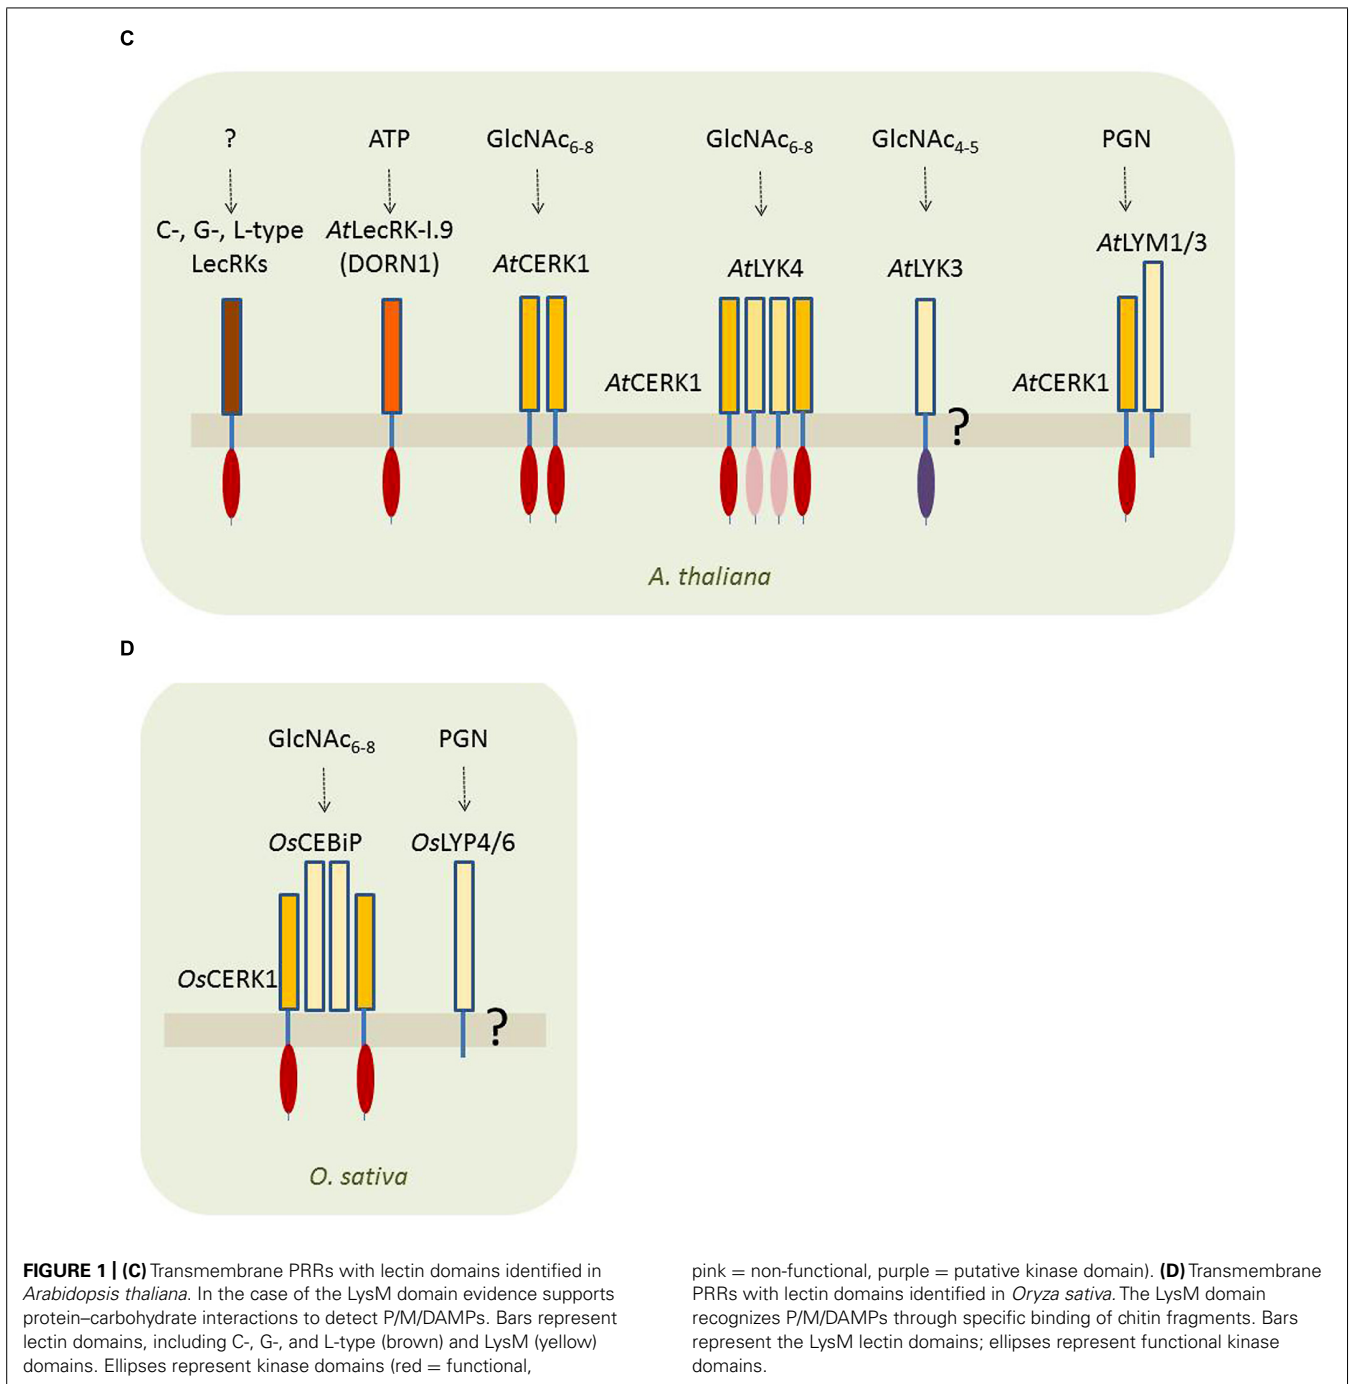 C
? ATP GlcNAc6-8 GlcNAc6-8 GlcNAc4-5 PGN
C-, G-, L-type AtLecRK-I.9 AtLYM1/3
LecRKs (DORN1) AtCERK1 AtLYK4 AtLYK3
AtCERK1 AtCERK1
?
A. thaliana
D
GlcNAc6-8 PGN
OsCEBiP OsLYP4/6
OsCERK1
?
O. sativa
FIGURE 1 | (C) Transmembrane PRRs with lectin domains identified in
Arabidopsis thaliana. In the case of the LysM domain evidence supports
protein–carbohydrate interactions to detect P/M/DAMPs. Bars represent
lectin domains, including C-, G-, and L-type (brown) and LysM (yellow)
domains. Ellipses represent kinase domains (red = functional,
pink = non-functional, purple = putative kinase domain). (D) Transmembrane
PRRs with lectin domains identified in Oryza sativa. The LysM domain
recognizes P/M/DAMPs through specific binding of chitin fragments. Bars
represent the LysM lectin domains; ellipses represent functional kinase
domains.